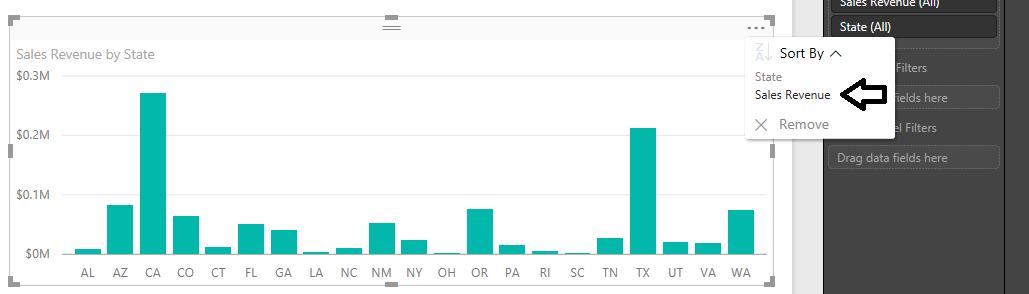 Sales Revenue (All)
State (All)
Sales Revenue by State
Sort By
State
Sales Revenue
Remove
Filters
fields here
Filters
Drag data fields here
$0.3M
$0.2M
$0.1M
$0M
AL AZ CA CO CT FL GA LA NC NM NY OH OR PA RI SC TN TX UT VA WA